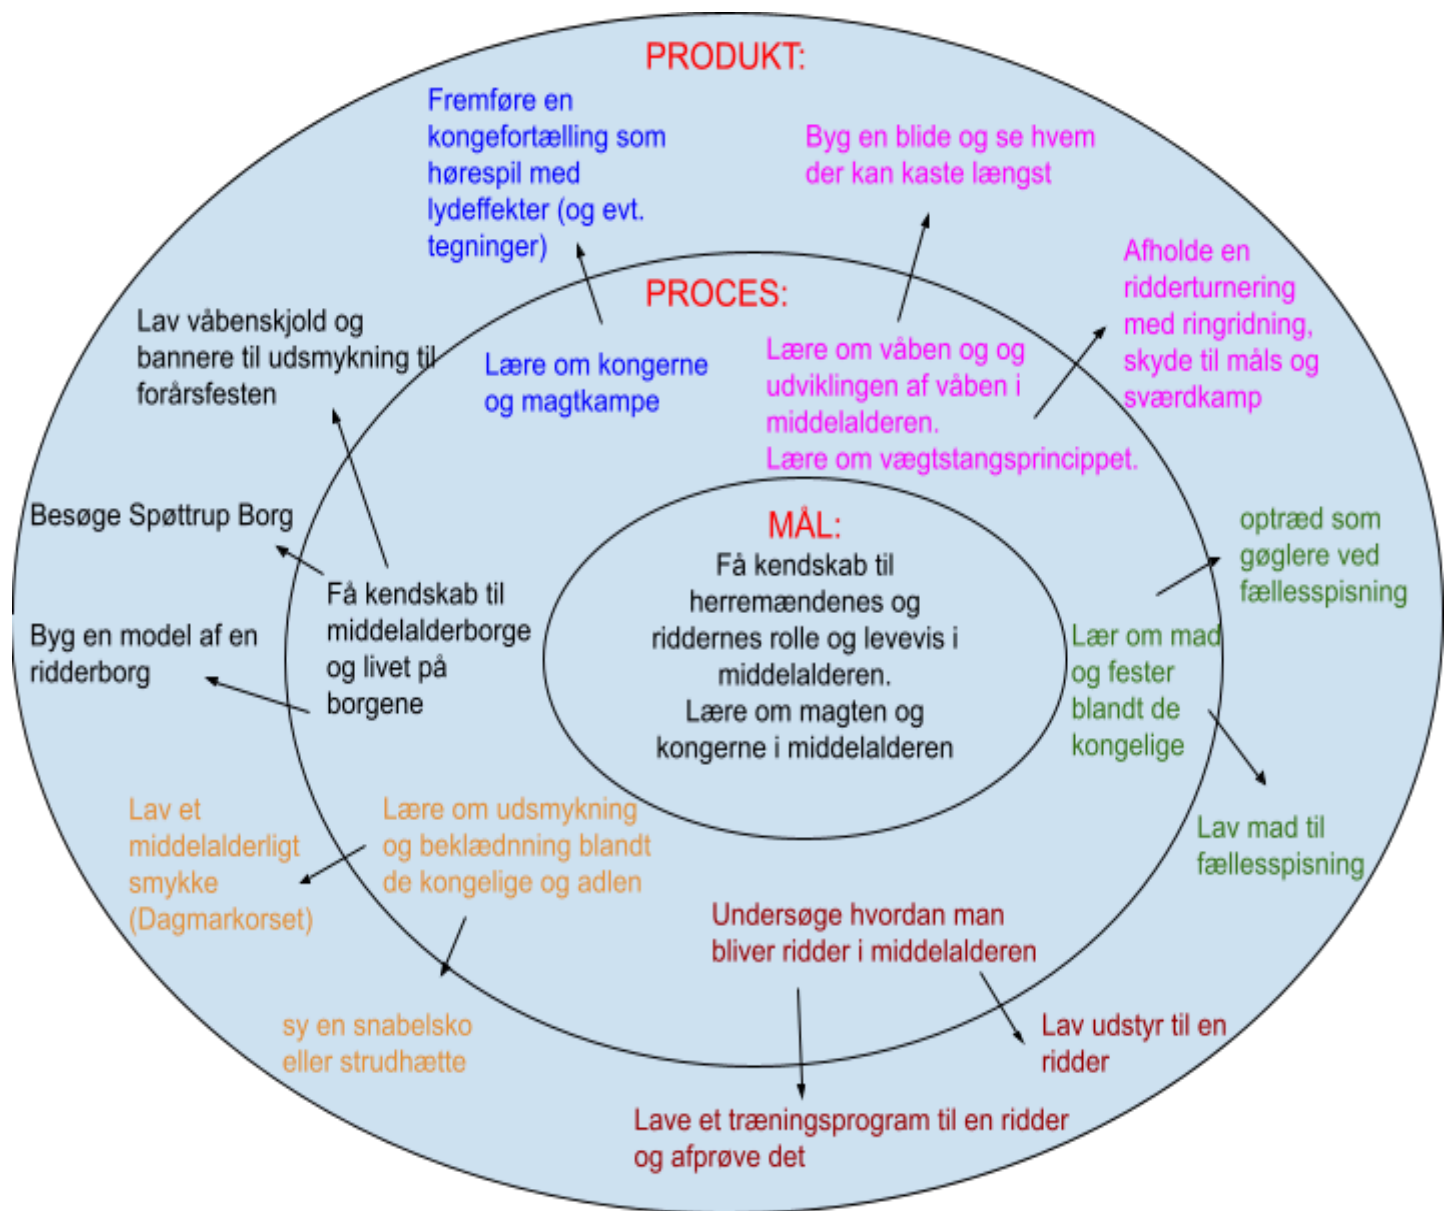 PRODUKT:
Fremføre en
kongefortælling som
hørespil med
lydeffekter (og evt.
tegninger)
Byg en blide og se hvem
der kan kaste længst
Afholde en
ridderturnering
med ringridning,
skyde til måls og
sværdkamp
Lav våbenskjold og
bannere til udsmykning til
forårsfesten
PROCES:
Lære om kongerne
og magtkampe
Lære om våben og og
udviklingen af våben i
middelalderen.
Lære om vægtstangsprincippet.
Besøge Spøttrup Borg
Byg en model af en
ridderborg
Få kendskab til
middelalderborge
og livet på
borgene
MÅL:
Få kendskab til
herremændenes og
riddernes rolle og levevis i
middelalderen.
Lære om magten og
kongerne i middelalderen
optræd som
gøglere ved
fællesspisning
Lær om mad
og fester
blandt de
kongelige
Lav mad til
fællesspisning
Lav et
middelalderligt
smykke
(Dagmarkorset)
Lære om udsmykning
og beklædnning blandt
de kongelige og adlen
sy en snabelsko
eller strudhætte
Undersøge hvordan man
bliver ridder i middelalderen
Lav udstyr til en
ridder
Lave et træningsprogram til en ridder
og afprøve det